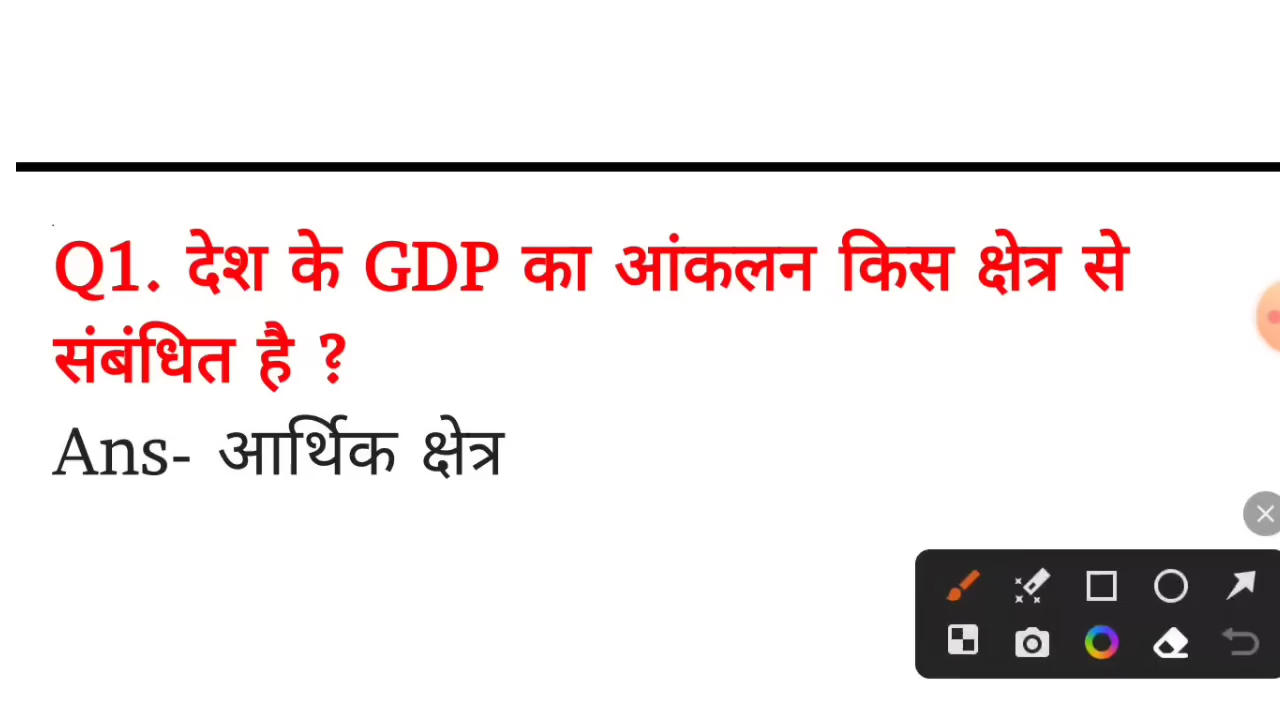 Q1. देश के GDP का आंकलन किस क्षेत्र से
संबंधित है ?
Ans- आर्थिक क्षेत्र